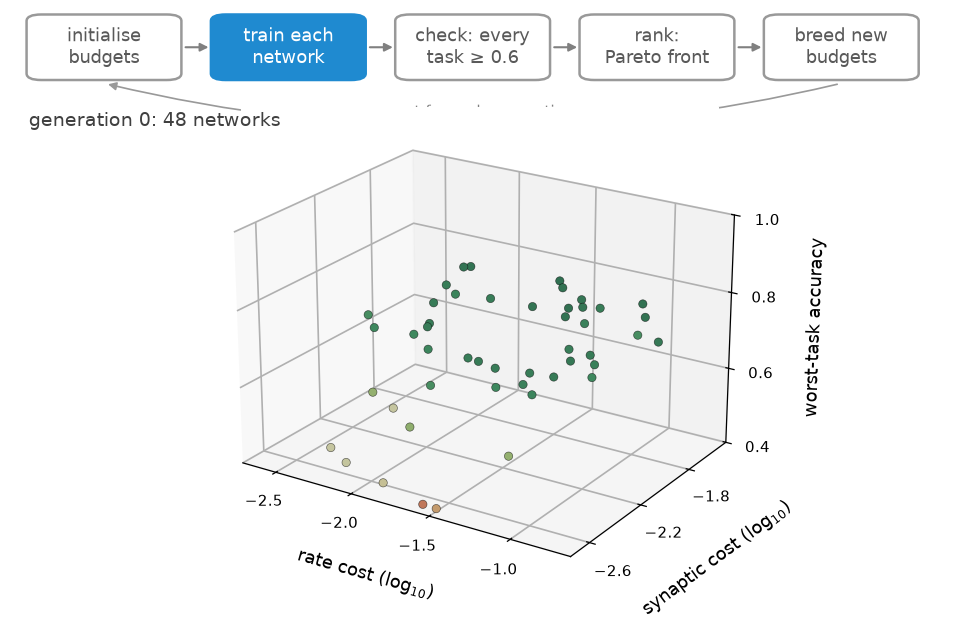 initialise
budgets
train each
network
check: every
task ≥ 0.6
rank:
Pareto front
breed new
budgets
generation 0: 48 networks
1.0
0.8
0.6
0.4
worst-task accuracy
−2.5
−2.0
−1.5
−1.0
rate cost (log₁₀)
−1.8
−2.2
−2.6
synaptic cost (log₁₀)